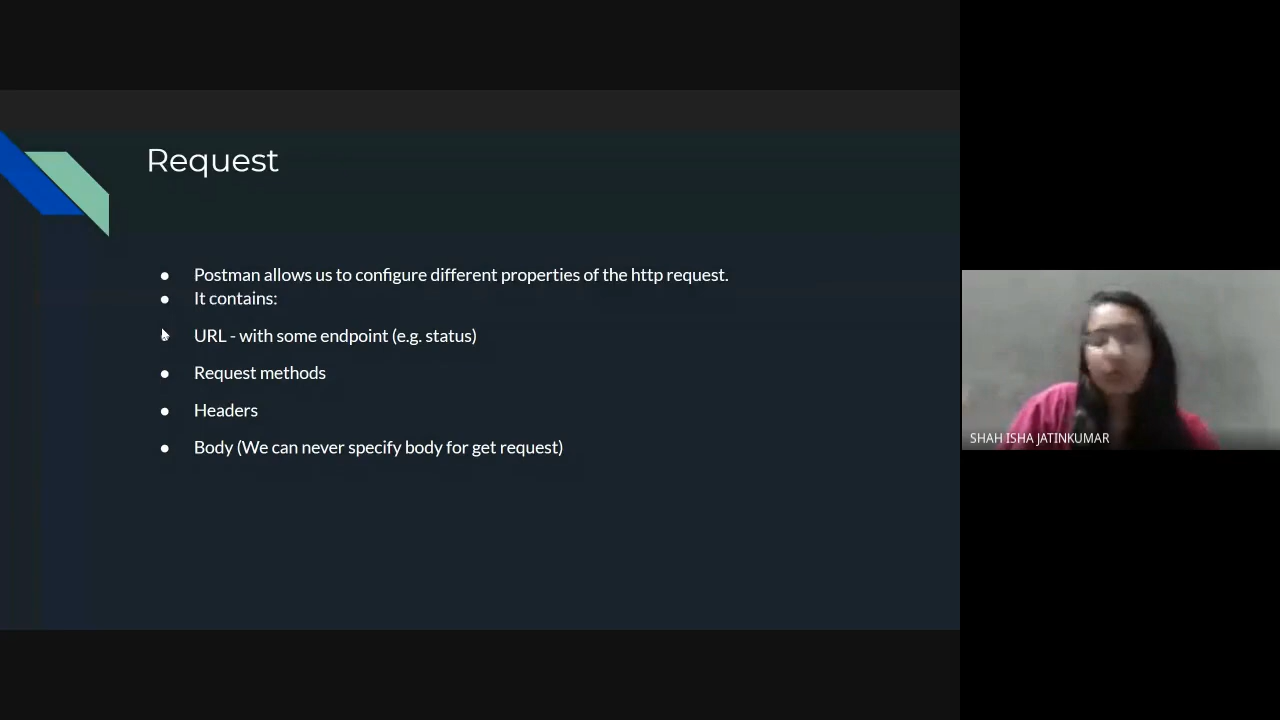 Request
● Postman allows us to configure different properties of the http request.
● It contains:
● URL - with some endpoint (e.g. status)
● Request methods
● Headers
● Body (We can never specify body for get request)
SHAH ISHA JATINKUMAR